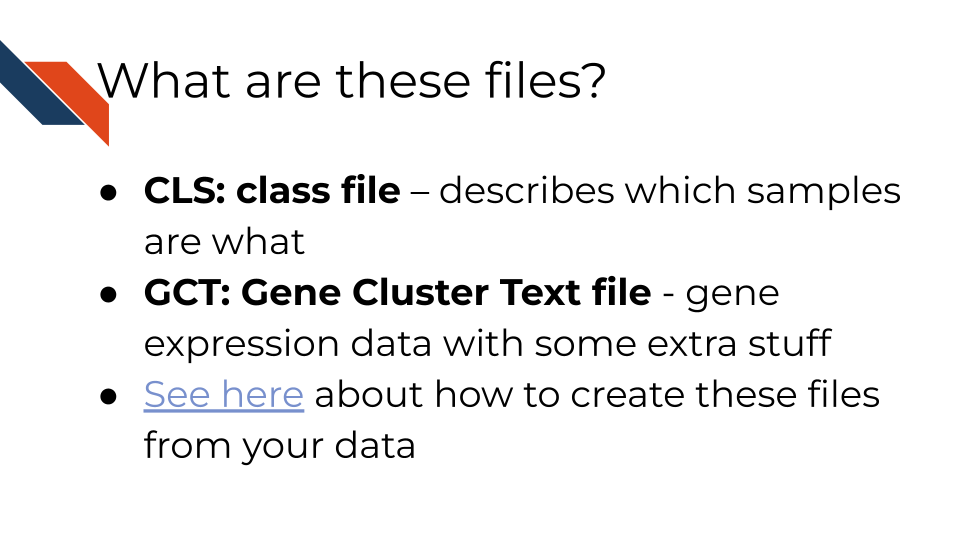 What are these files?
● CLS: class file – describes which samples
are what
● GCT: Gene Cluster Text file - gene
expression data with some extra stuff
● See here about how to create these files
from your data